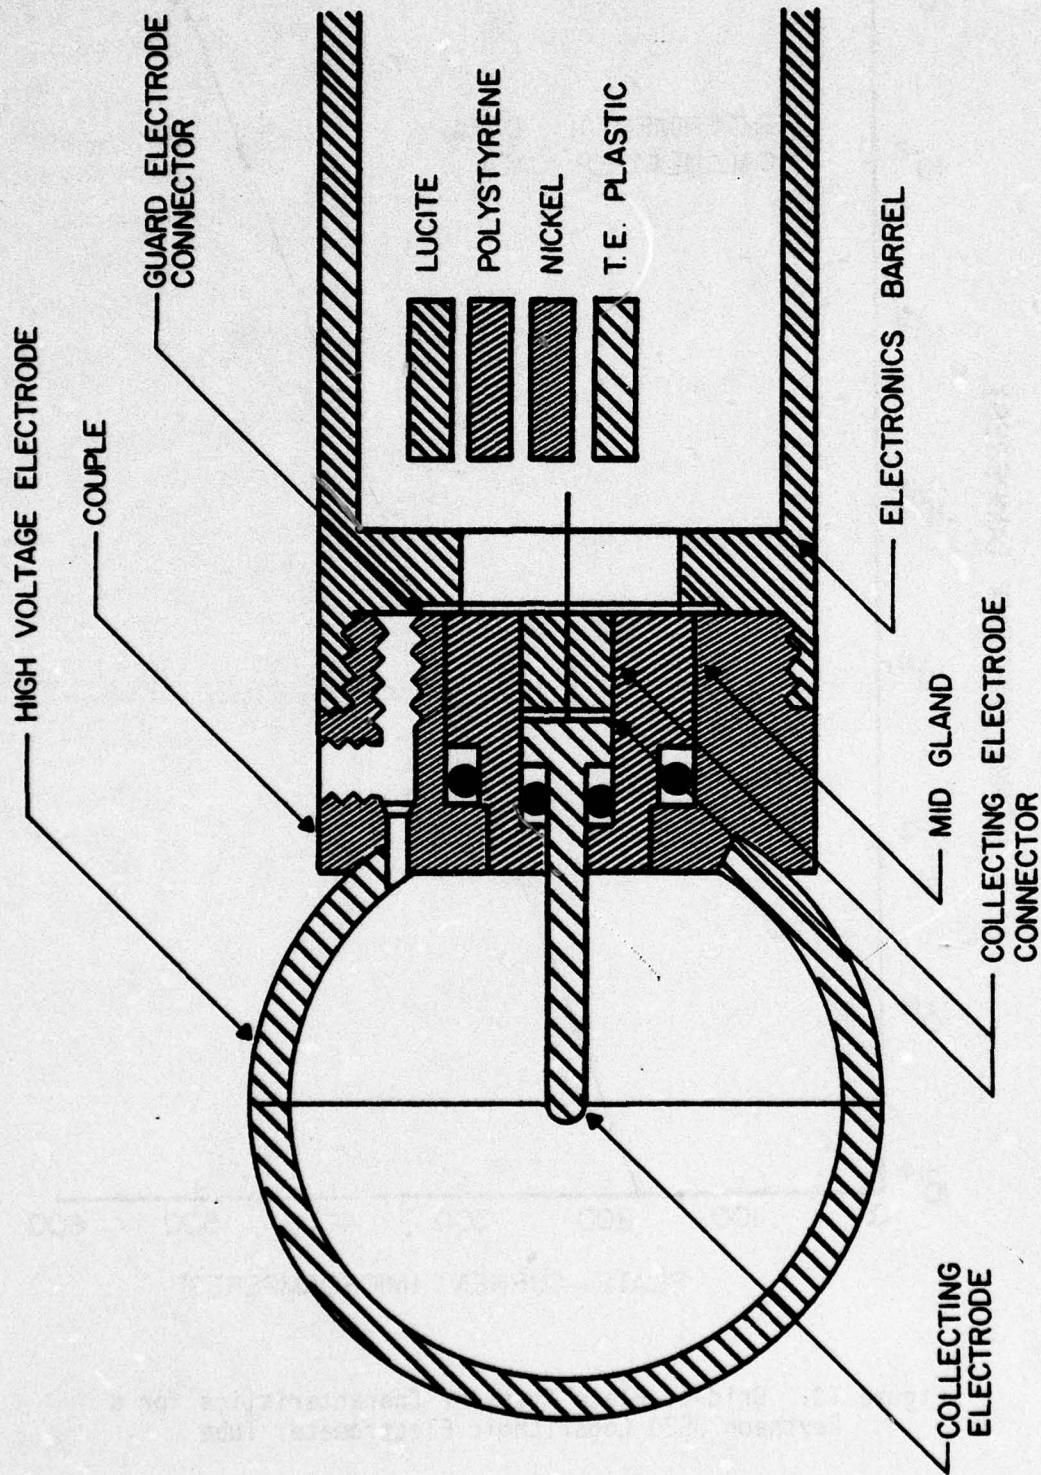 HIGH VOLTAGE ELECTRODE
COUPLE
GUARD ELECTRODE
CONNECTOR
LUCITE
POLYSTYRENE
NICKEL
T.E. PLASTIC
ELECTRONICS BARREL
MID GLAND
COLLECTING ELECTRODE
CONNECTOR
COLLECTING
ELECTRODE